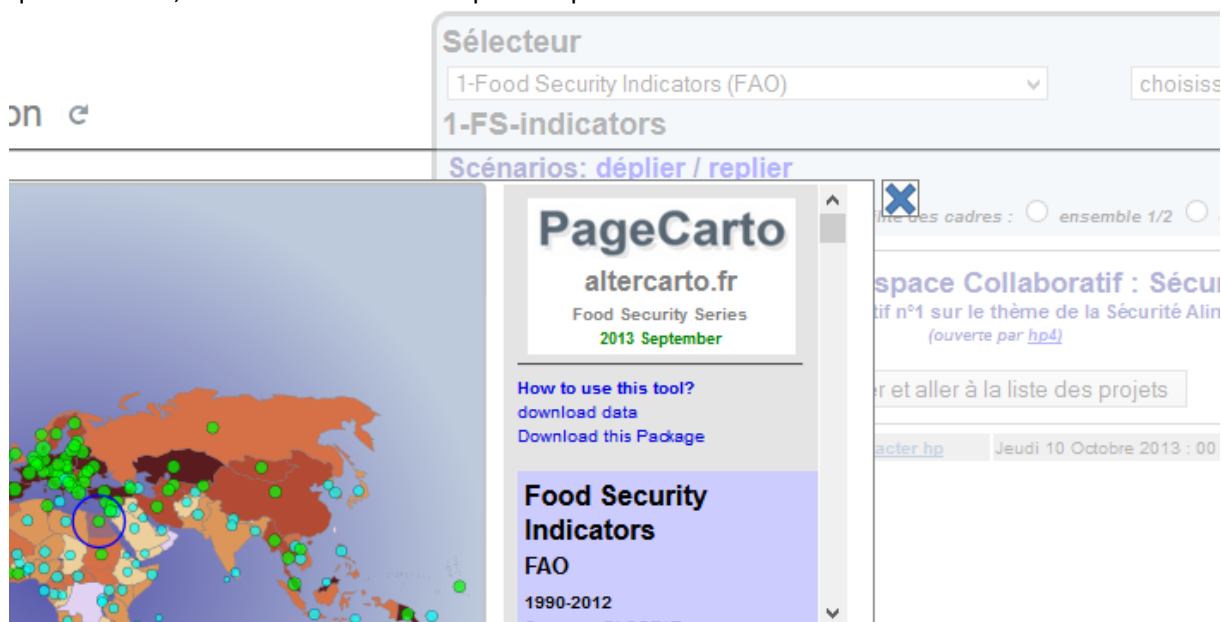 Sélecteur
1-Food Security Indicators (FAO)
choisiss
on
1-FS-indicators
Scénarios: déplier / replier
PageCarto
des cadres : ensemble 1/2
altercarto.fr
space Collaboratif : Sécur
Food Security Series
tif n°1 sur le thème de la Sécurité Alin
2013 September
(ouverte par hp4)
How to use this tool?
er et aller à la liste des projets
download data
Download this Package
acter hp
Jeudi 10 Octobre 2013 : 00
Food Security
Indicators
FAO
1990-2012